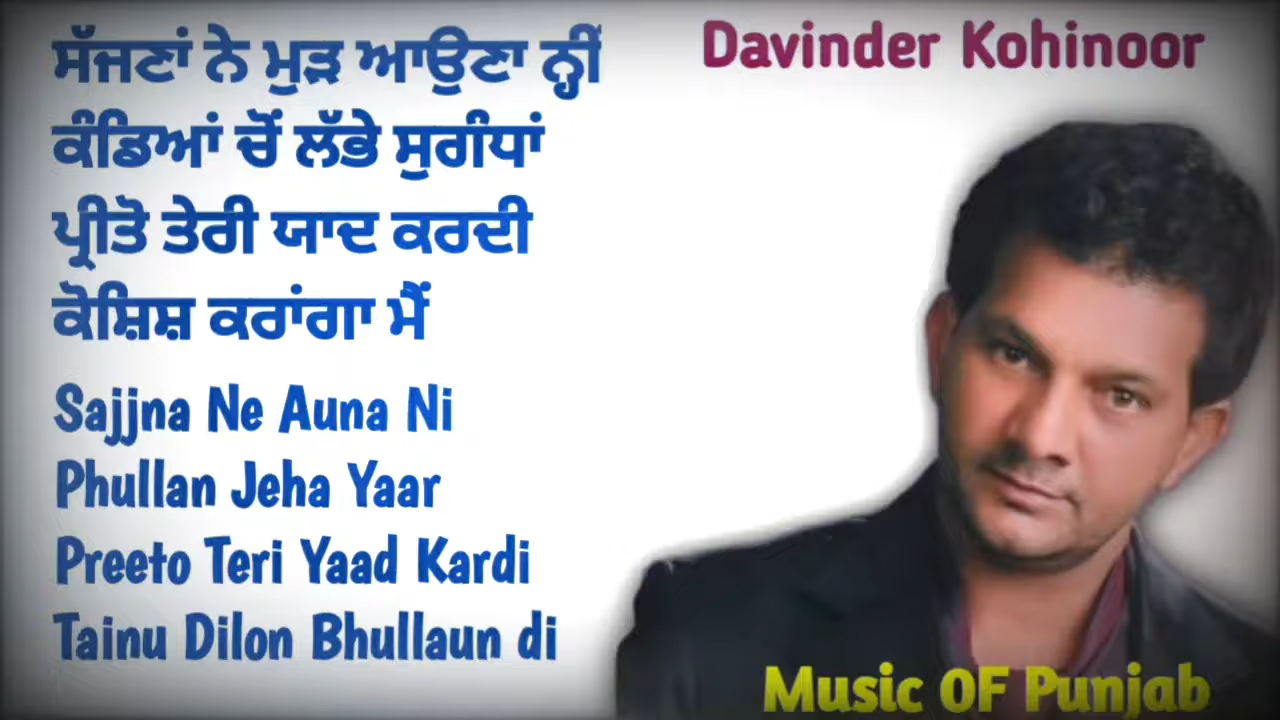 ਸੱਜਣਾਂ ਨੇ ਮੁੜ ਆਉਣਾ ਨ੍ਹੀਂ
ਕੰਡਿਆਂ ਚੋਂ ਲੱਭੇ ਸੁਗੰਧਾਂ
ਪ੍ਰੀਤੋ ਤੇਰੀ ਯਾਦ ਕਰਦੀ
ਕੋਸ਼ਿਸ਼ ਕਰਾਂਗਾ ਮੈਂ
Sajjna Ne Auna Ni
Phullan Jeha Yaar
Preeto Teri Yaad Kardi
Tainu Dilon Bhullaun di
Davinder Kohinoor
Music OF Punjab